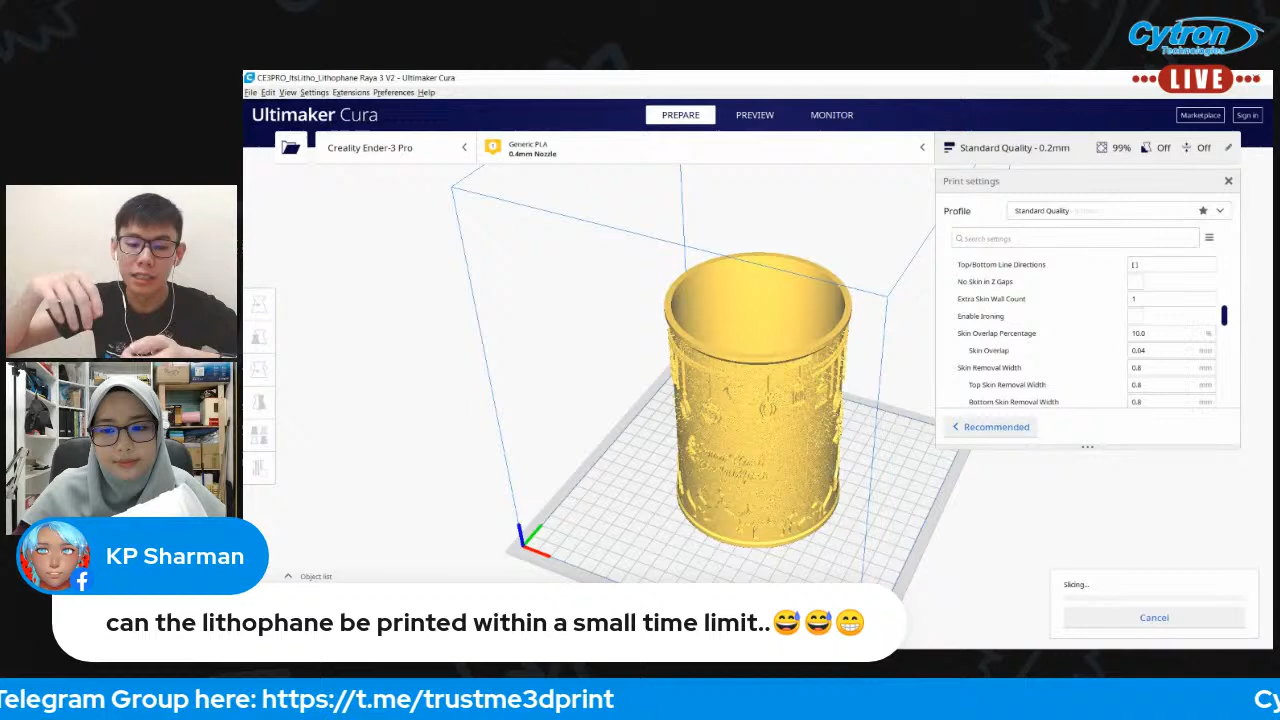 Cytron
Technologies
LIVE
CE3PRO_ItsLitho_Lithophane Raya 3 V2 - Ultimaker Cura
File Edit View Settings Extensions Preferences Help
Ultimaker Cura
PREPARE
PREVIEW
MONITOR
Marketplace
Sign in
Creality Ender-3 Pro
Generic PLA
0.4mm Nozzle
Standard Quality - 0.2mm
99%
Off
Off
Print settings
Profile
Standard Quality
Search settings
Top/Bottom Line Directions
[ ]
No Skin in Z Gaps
Extra Skin Wall Count
1
Enable Ironing
Skin Overlap Percentage
10.0 %
Skin Overlap
0.04 mm
Skin Removal Width
0.8 mm
Top Skin Removal Width
0.8 mm
Bottom Skin Removal Width
0.8 mm
Recommended
Object list
Slicing...
Cancel
KP Sharman
can the lithophane be printed within a small time limit..😅😅😁
Telegram Group here: https://t.me/trustme3dprint
Cy